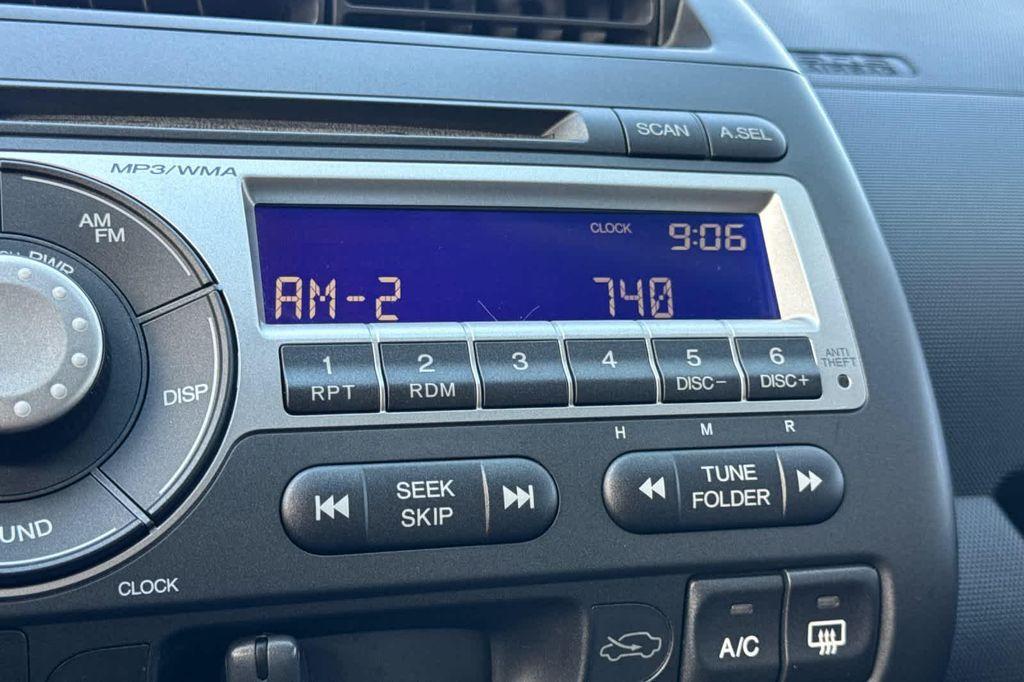 SCAN
A.SEL
MP3/WMA
AM
FM
PWR
CLOCK 9:06
AM-2 740
1
RPT
2
RDM
3
4
5
DISC-
6
DISC+
ANTI
THEFT
DISP
H M R
SEEK
SKIP
TUNE
FOLDER
UND
CLOCK
A/C